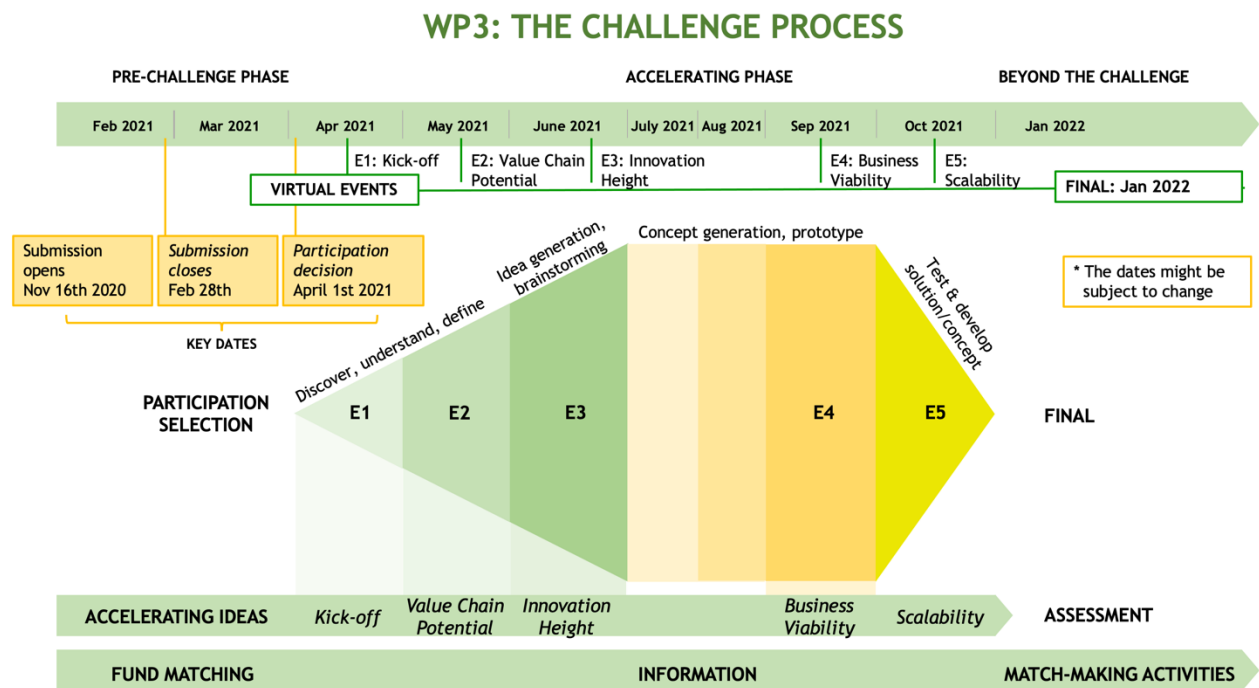 WP3: THE CHALLENGE PROCESS
PRE-CHALLENGE PHASE
ACCELERATING PHASE
BEYOND THE CHALLENGE
Feb 2021
Mar 2021
Apr 2021
May 2021
June 2021
July 2021
Aug 2021
Sep 2021
Oct 2021
Jan 2022
E1: Kick-off
E2: Value Chain
Potential
E3: Innovation
Height
E4: Business
Viability
E5:
Scalability
VIRTUAL EVENTS
FINAL: Jan 2022
Submission
opens
Nov 16th 2020
Submission
closes
Feb 28th
Participation
decision
April 1st 2021
KEY DATES
* The dates might be
subject to change
Discover, understand, define
Idea generation,
brainstorming
Concept generation, prototype
Test & develop
solution/concept
PARTICIPATION
SELECTION
E1
E2
E3
E4
E5
FINAL
ACCELERATING IDEAS
Kick-off
Value Chain
Potential
Innovation
Height
Business
Viability
Scalability
ASSESSMENT
FUND MATCHING
INFORMATION
MATCH-MAKING ACTIVITIES